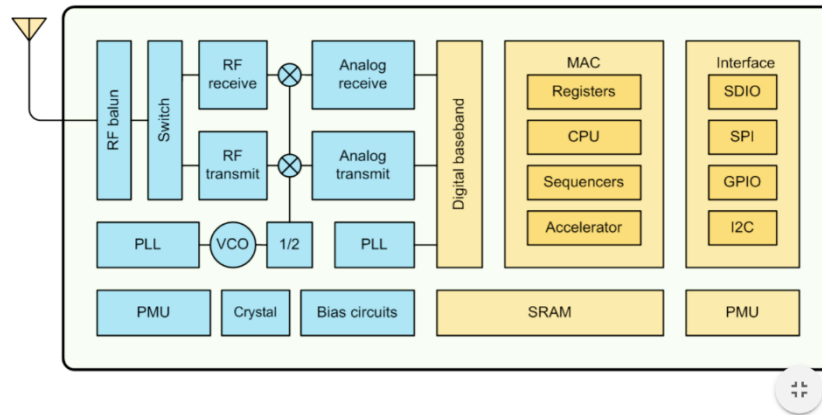 RF balun
Switch
RF
receive
Analog
receive
RF
transmit
Analog
transmit
PLL
VCO
1/2
PLL
Digital baseband
MAC
Registers
CPU
Sequencers
Accelerator
Interface
SDIO
SPI
GPIO
I2C
PMU
Crystal
Bias circuits
SRAM
PMU